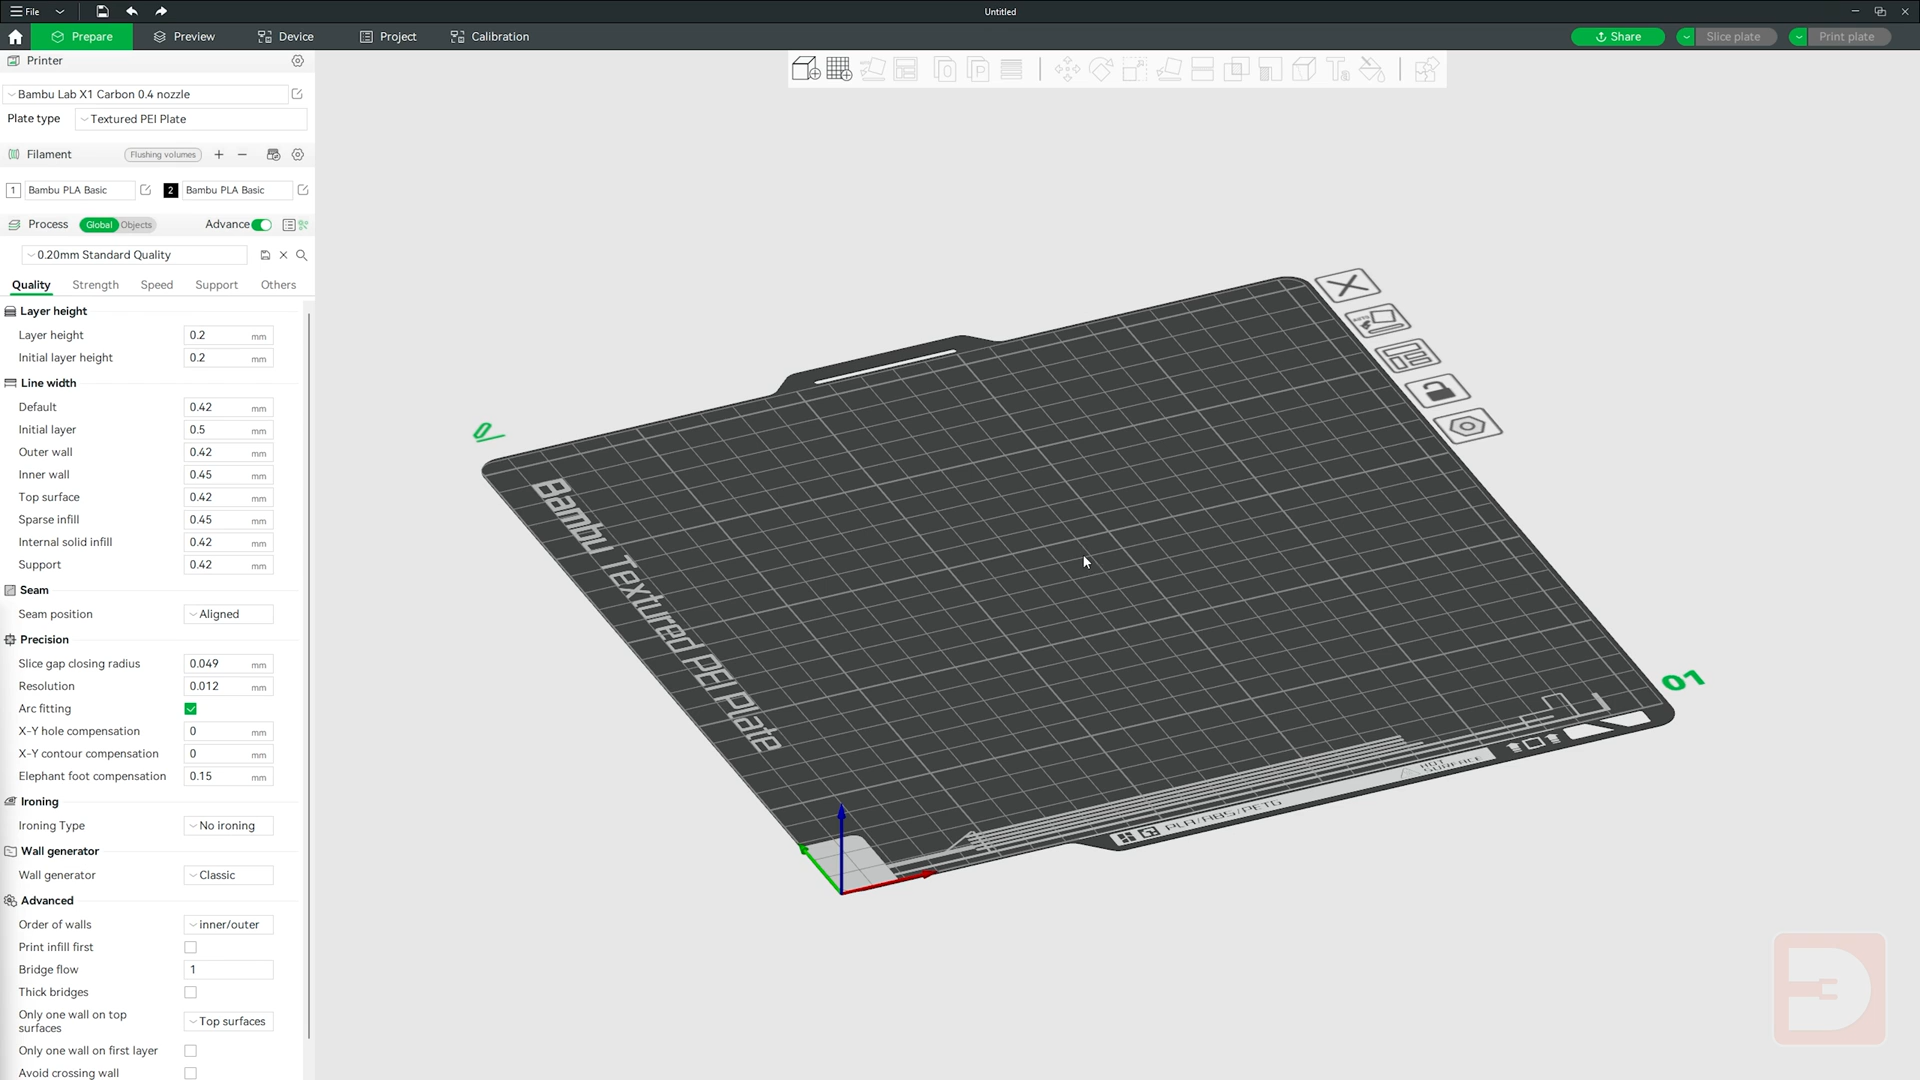 File
Untitled
Prepare
Preview
Device
Project
Calibration
Share
Slice plate
Print plate
Printer
Bambu Lab X1 Carbon 0.4 nozzle
Plate type
Textured PEI Plate
Filament
Flushing volumes
1
Bambu PLA Basic
2
Bambu PLA Basic
Process
Global
Objects
Advance
0.20mm Standard Quality
Quality
Strength
Speed
Support
Others
Layer height
Layer height 0.2 mm
Initial layer height 0.2 mm
Line width
Default 0.42 mm
Initial layer 0.5 mm
Outer wall 0.42 mm
Inner wall 0.45 mm
Top surface 0.42 mm
Sparse infill 0.45 mm
Internal solid infill 0.42 mm
Support 0.42 mm
Seam
Seam position Aligned
Precision
Slice gap closing radius 0.049 mm
Resolution 0.012 mm
Arc fitting
X-Y hole compensation 0 mm
X-Y contour compensation 0 mm
Elephant foot compensation 0.15 mm
Ironing
Ironing Type No ironing
Wall generator
Wall generator Classic
Advanced
Order of walls inner/outer
Print infill first
Bridge flow 1
Thick bridges
Only one wall on top
surfaces
Top surfaces
Only one wall on first layer
Avoid crossing wall
AUTO
Bambu Textured PEI Plate
01
HOT
SURFACE
PLA/ABS/PETG